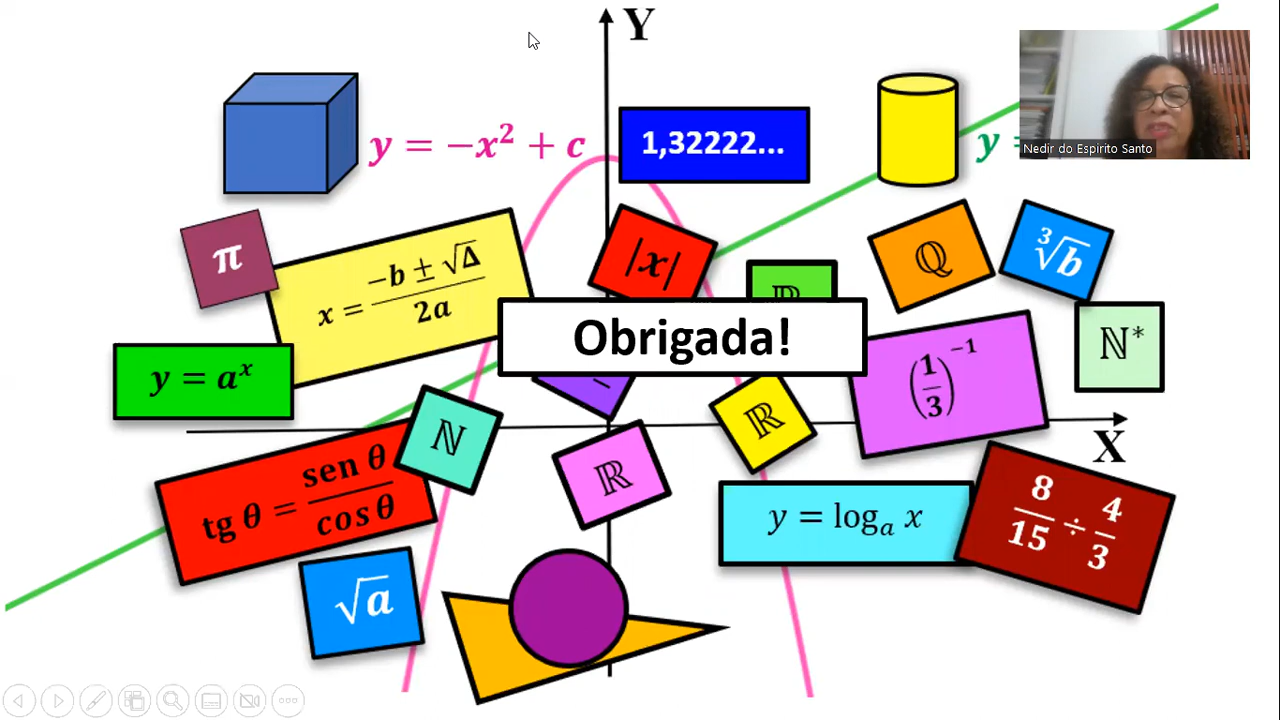 Y
y = −x² + c
1,32222...
y =
Nedir do Espirito Santo
π
x = (−b ± √Δ)/(2a)
|x|
ℚ
∛b
ℝ
Obrigada!
ℕ*
y = aˣ
(1/3)⁻¹
ℕ
ℝ
X
tg θ = sen θ / cos θ
ℝ
y = logₐ x
8/15 ÷ 4/3
√a